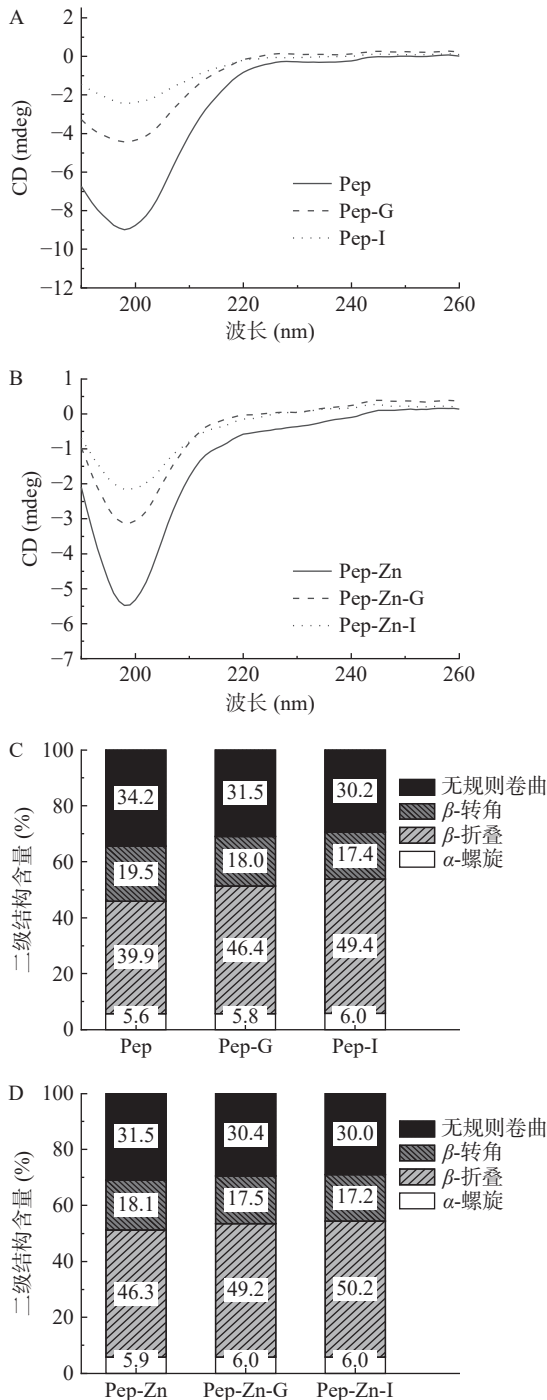 A
2
0
−2
−4
−6
−8
−10
−12
CD (mdeg)
Pep
Pep-G
Pep-I
200 220 240 260
波长 (nm)
B
1
0
−1
−2
−3
−4
−5
−6
−7
CD (mdeg)
Pep-Zn
Pep-Zn-G
Pep-Zn-I
200 220 240 260
波长 (nm)
C
100
80
60
40
20
0
二级结构含量 (%)
34.2 31.5 30.2
19.5 18.0 17.4
39.9 46.4 49.4
5.6 5.8 6.0
Pep Pep-G Pep-I
无规则卷曲
β-转角
β-折叠
α-螺旋
D
100
80
60
40
20
0
二级结构含量 (%)
31.5 30.4 30.0
18.1 17.5 17.2
46.3 49.2 50.2
5.9 6.0 6.0
Pep-Zn Pep-Zn-G Pep-Zn-I
无规则卷曲
β-转角
β-折叠
α-螺旋